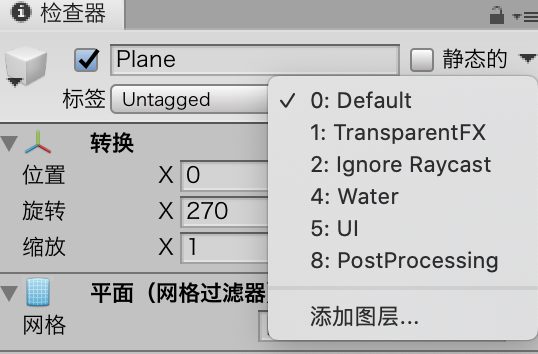 检查器
Plane
静态的
标签 Untagged
0: Default
1: TransparentFX
2: Ignore Raycast
4: Water
5: UI
8: PostProcessing
添加图层...
转换
位置 X 0
旋转 X 270
缩放 X 1
平面（网格过滤器
网格